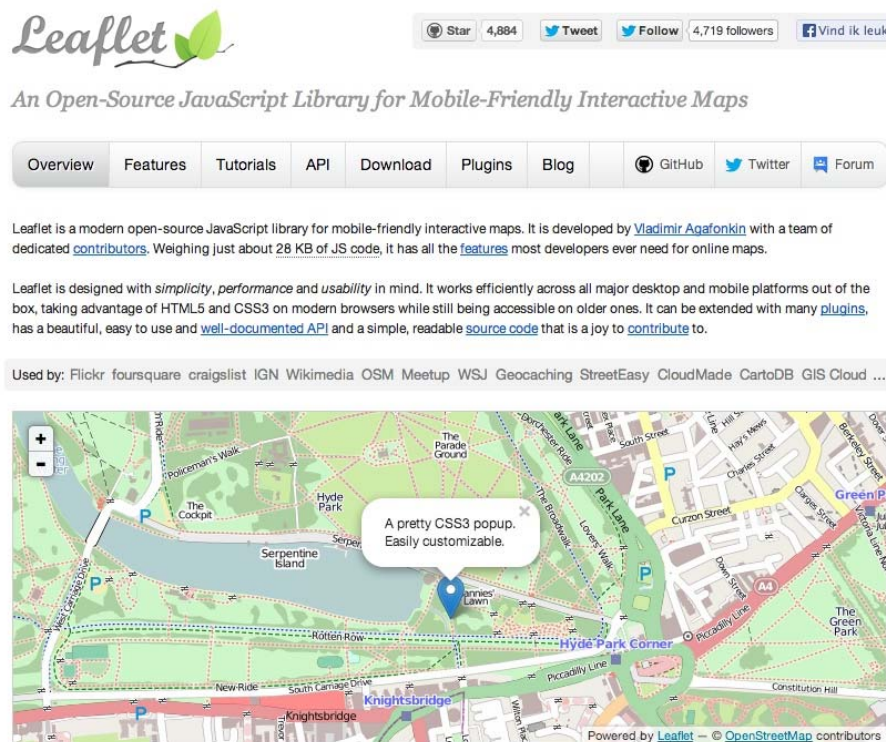 Leaflet
Star 4,884 Tweet Follow 4,719 followers Vind ik leuk
An Open-Source JavaScript Library for Mobile-Friendly Interactive Maps
Overview Features Tutorials API Download Plugins Blog GitHub Twitter Forum
Leaflet is a modern open-source JavaScript library for mobile-friendly interactive maps. It is developed by Vladimir Agafonkin with a team of
dedicated contributors. Weighing just about 28 KB of JS code, it has all the features most developers ever need for online maps.
Leaflet is designed with simplicity, performance and usability in mind. It works efficiently across all major desktop and mobile platforms out of the
box, taking advantage of HTML5 and CSS3 on modern browsers while still being accessible on older ones. It can be extended with many plugins,
has a beautiful, easy to use and well-documented API and a simple, readable source code that is a joy to contribute to.
Used by: Flickr foursquare craigslist IGN Wikimedia OSM Meetup WSJ Geocaching StreetEasy CloudMade CartoDB GIS Cloud ...
+
-
Policeman's Walk
The
Parade
Ground
Dorchester Ride
Park Lane
South Street
Hay's Mews
Charles Street
Berkeley Street
A4202
P
The
Cockpit
P
Hyde
Park
The Broadwalk
Lovers' Walk
Park Lane
Curzon Street
Clarges Street
Green P
A pretty CSS3 popup.
Easily customizable.
×
Serpentine
Island
West Carriage Drive
P
P
Down Street
A4
Piccadilly Line
The
Green
Park
Rotten Row
Hyde Park Corner
Piccadilly Line
New Ride
South Carriage Drive
Constitution Hill
Knightsbridge
P
Knightsbridge
Powered by Leaflet — © OpenStreetMap contributors